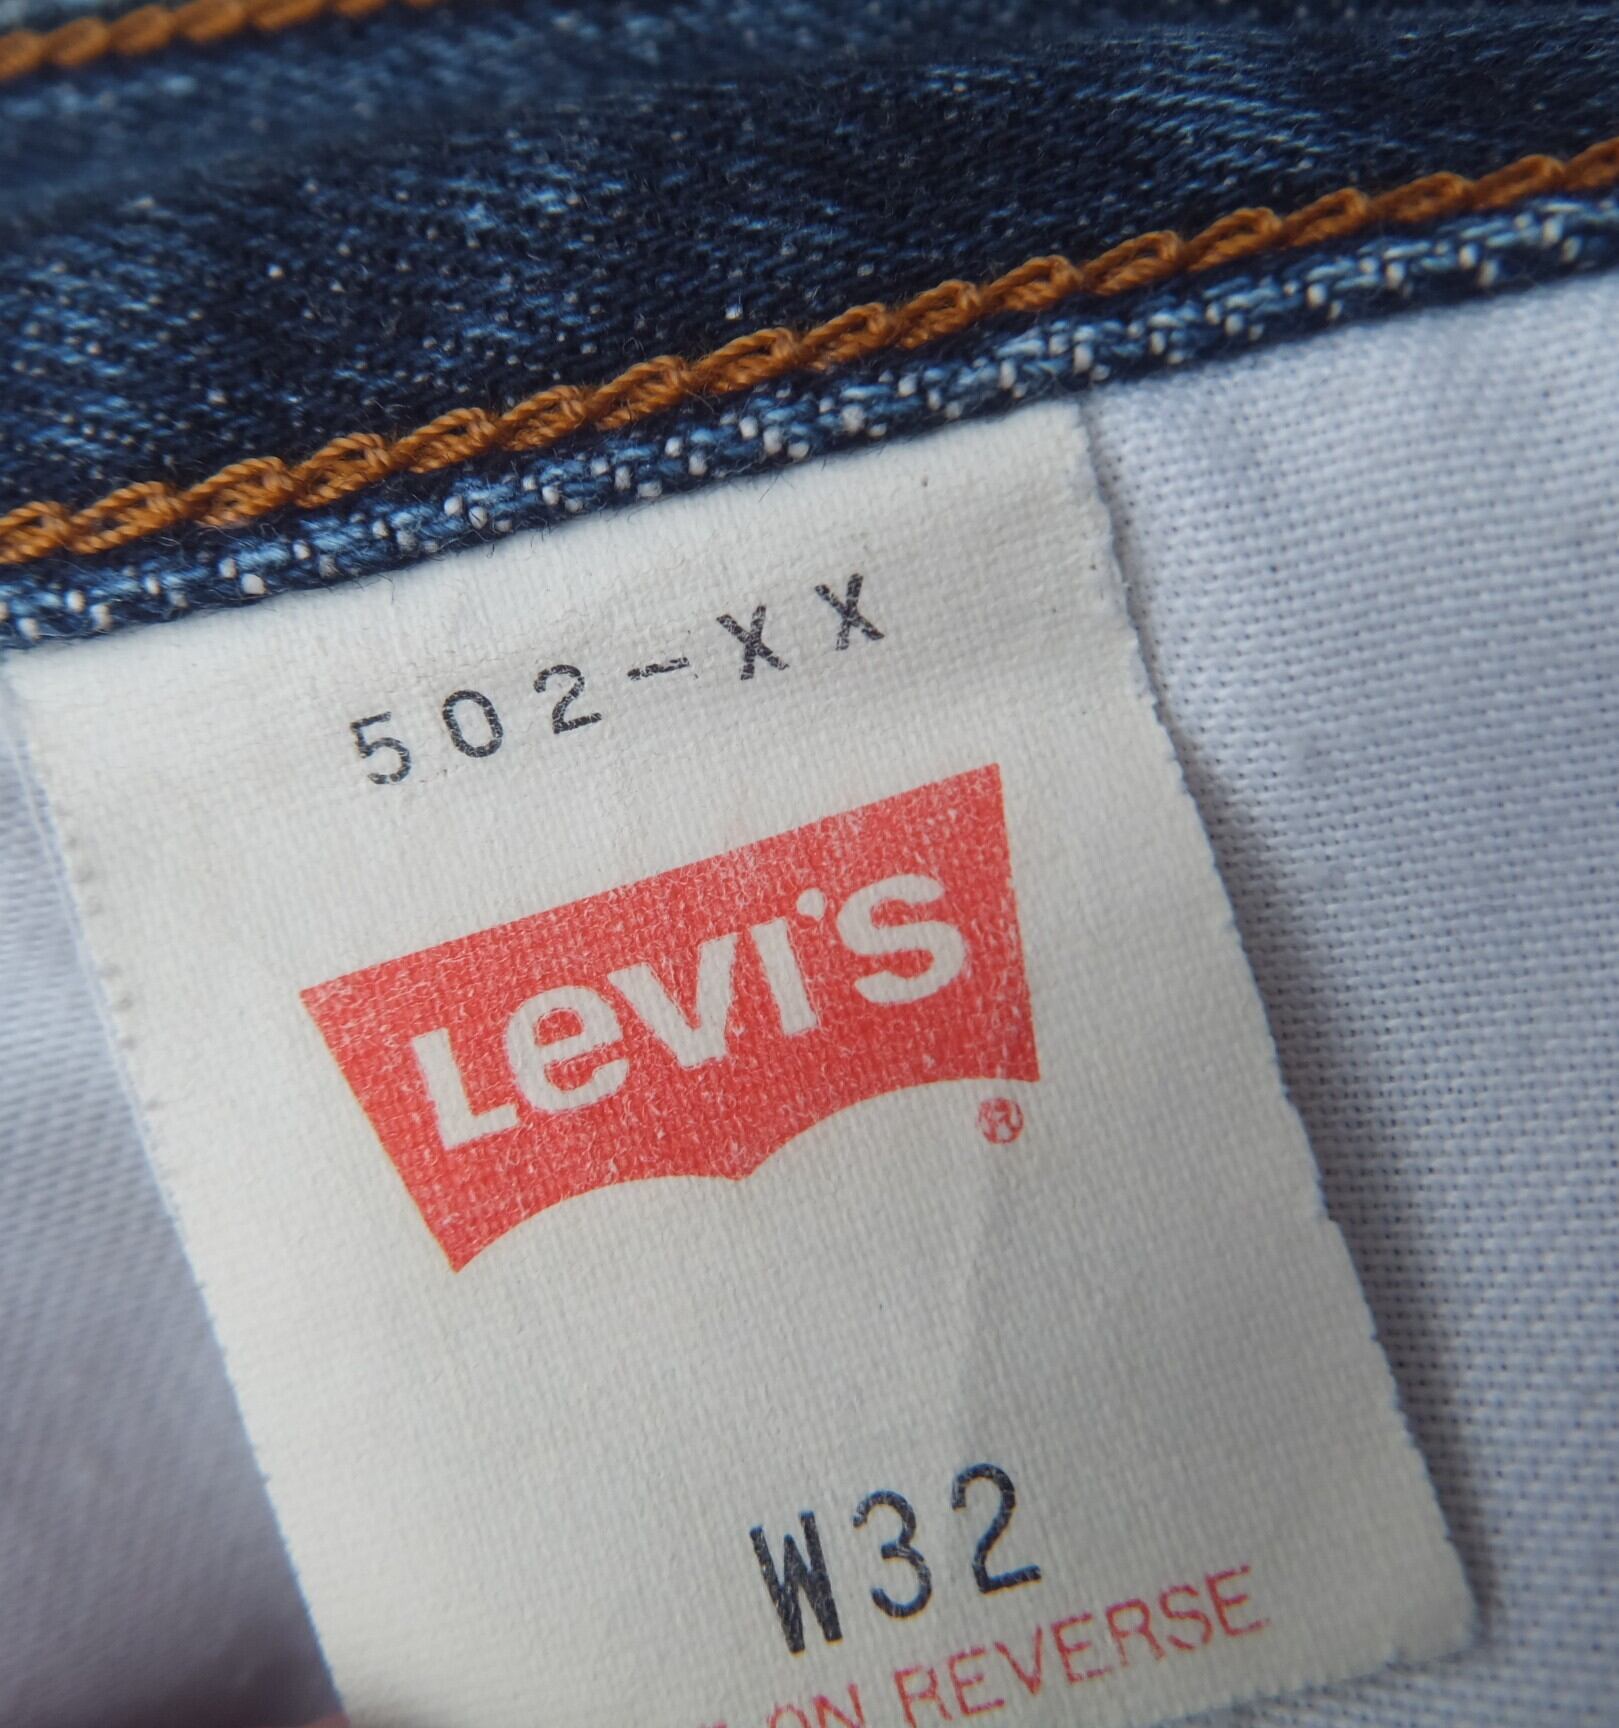 502-XX
Levi's
®
W32
ON REVERSE